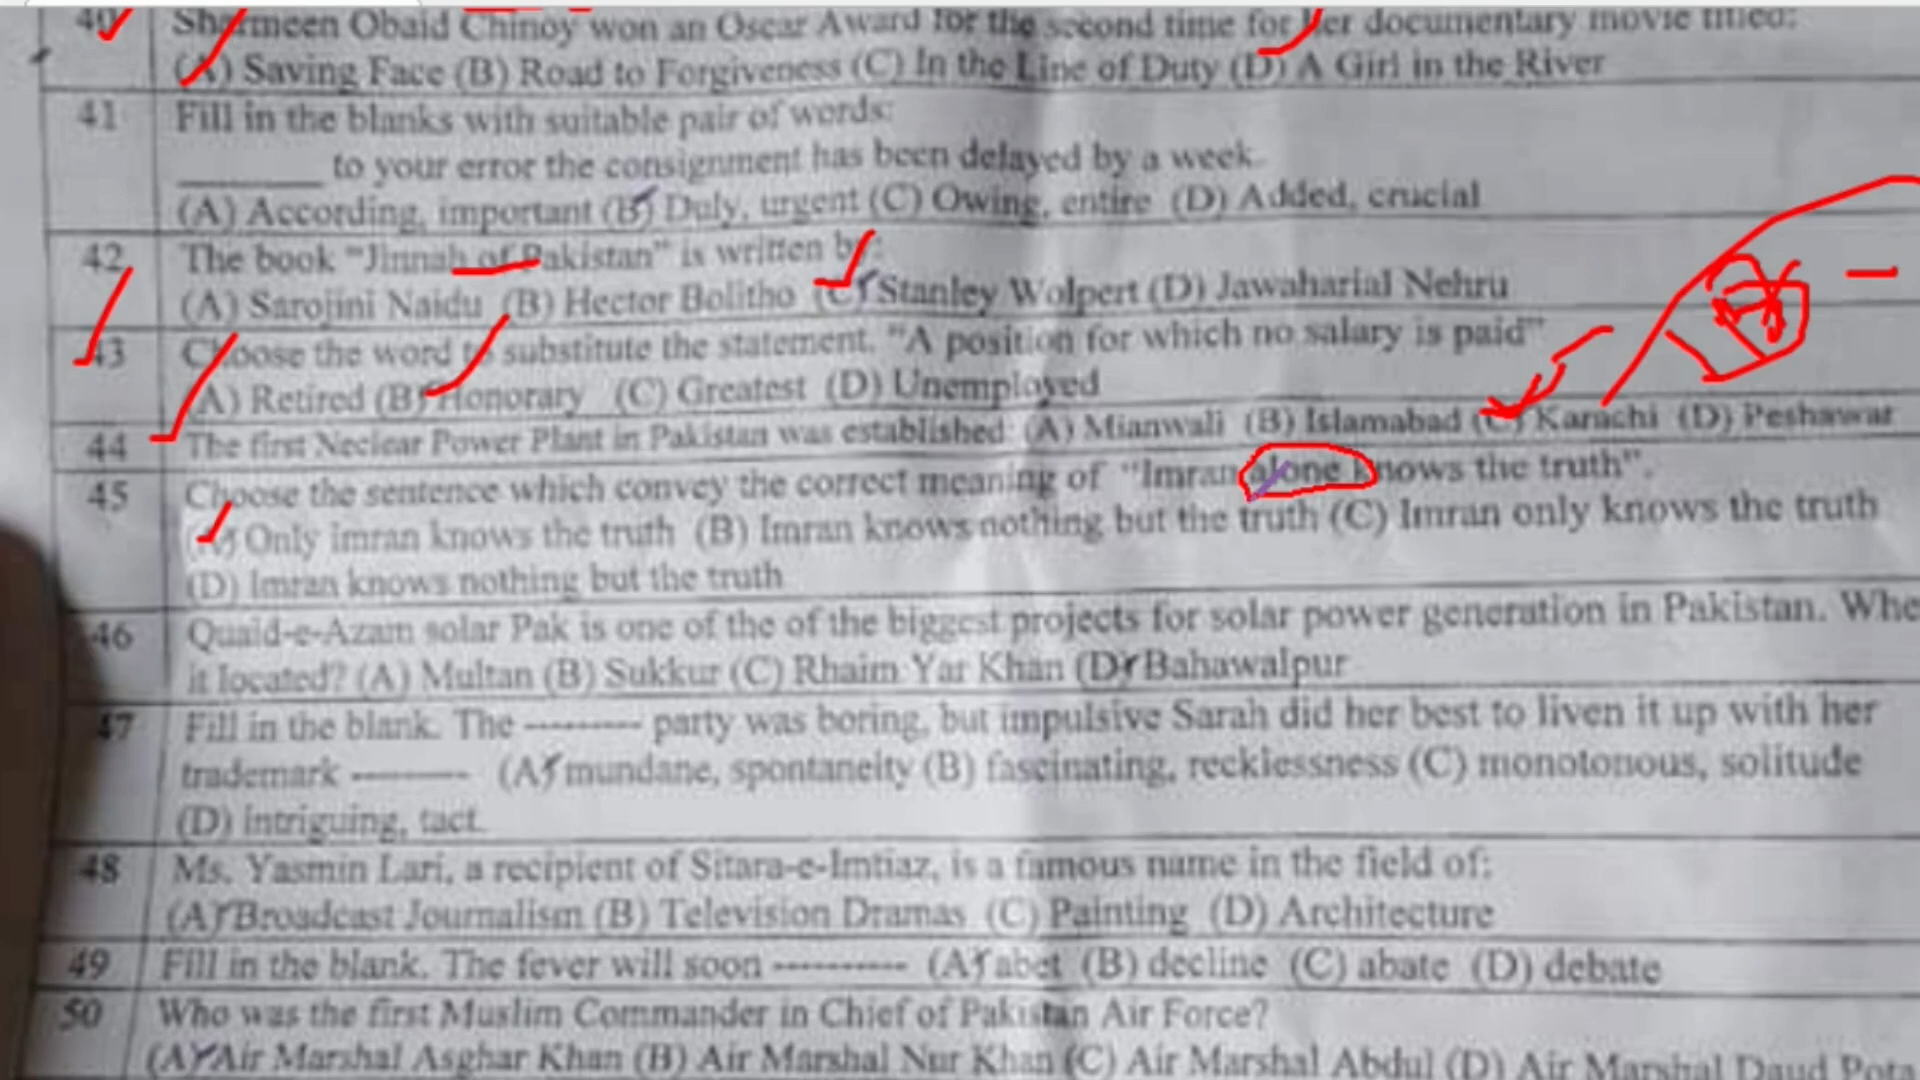 40 Sharmeen Obaid Chinoy won an Oscar Award for the second time for her documentary movie titled:
(A) Saving Face (B) Road to Forgiveness (C) In the Line of Duty (D) A Girl in the River
41 Fill in the blanks with suitable pair of words:
_______ to your error the consignment has been delayed by a week.
(A) According, important (B) Duly, urgent (C) Owing, entire (D) Added, crucial
42 The book "Jinnah of Pakistan" is written by:
(A) Sarojini Naidu (B) Hector Bolitho (C) Stanley Wolpert (D) Jawaharial Nehru
43 Choose the word to substitute the statement. "A position for which no salary is paid"
(A) Retired (B) Honorary (C) Greatest (D) Unemployed
44 The first Neclear Power Plant in Pakistan was established: (A) Mianwali (B) Islamabad (C) Karachi (D) Peshawar
45 Choose the sentence which convey the correct meaning of "Imran alone knows the truth".
(A) Only imran knows the truth (B) Imran knows nothing but the truth (C) Imran only knows the truth
(D) Imran knows nothing but the truth
46 Quaid-e-Azam solar Pak is one of the of the biggest projects for solar power generation in Pakistan. Whe
it located? (A) Multan (B) Sukkur (C) Rhaim Yar Khan (D) Bahawalpur
47 Fill in the blank. The ---------- party was boring, but impulsive Sarah did her best to liven it up with her
trademark ---------- (A) mundane, spontaneity (B) fascinating, recklessness (C) monotonous, solitude
(D) intriguing, tact.
48 Ms. Yasmin Lari, a recipient of Sitara-e-Imtiaz, is a famous name in the field of:
(A) Broadcast Journalism (B) Television Dramas (C) Painting (D) Architecture
49 Fill in the blank. The fever will soon ----------- (A) abet (B) decline (C) abate (D) debate
50 Who was the first Muslim Commander in Chief of Pakistan Air Force?
(A) Air Marshal Asghar Khan (B) Air Marshal Nur Khan (C) Air Marshal Abdul (D) Air Marshal Daud Pota